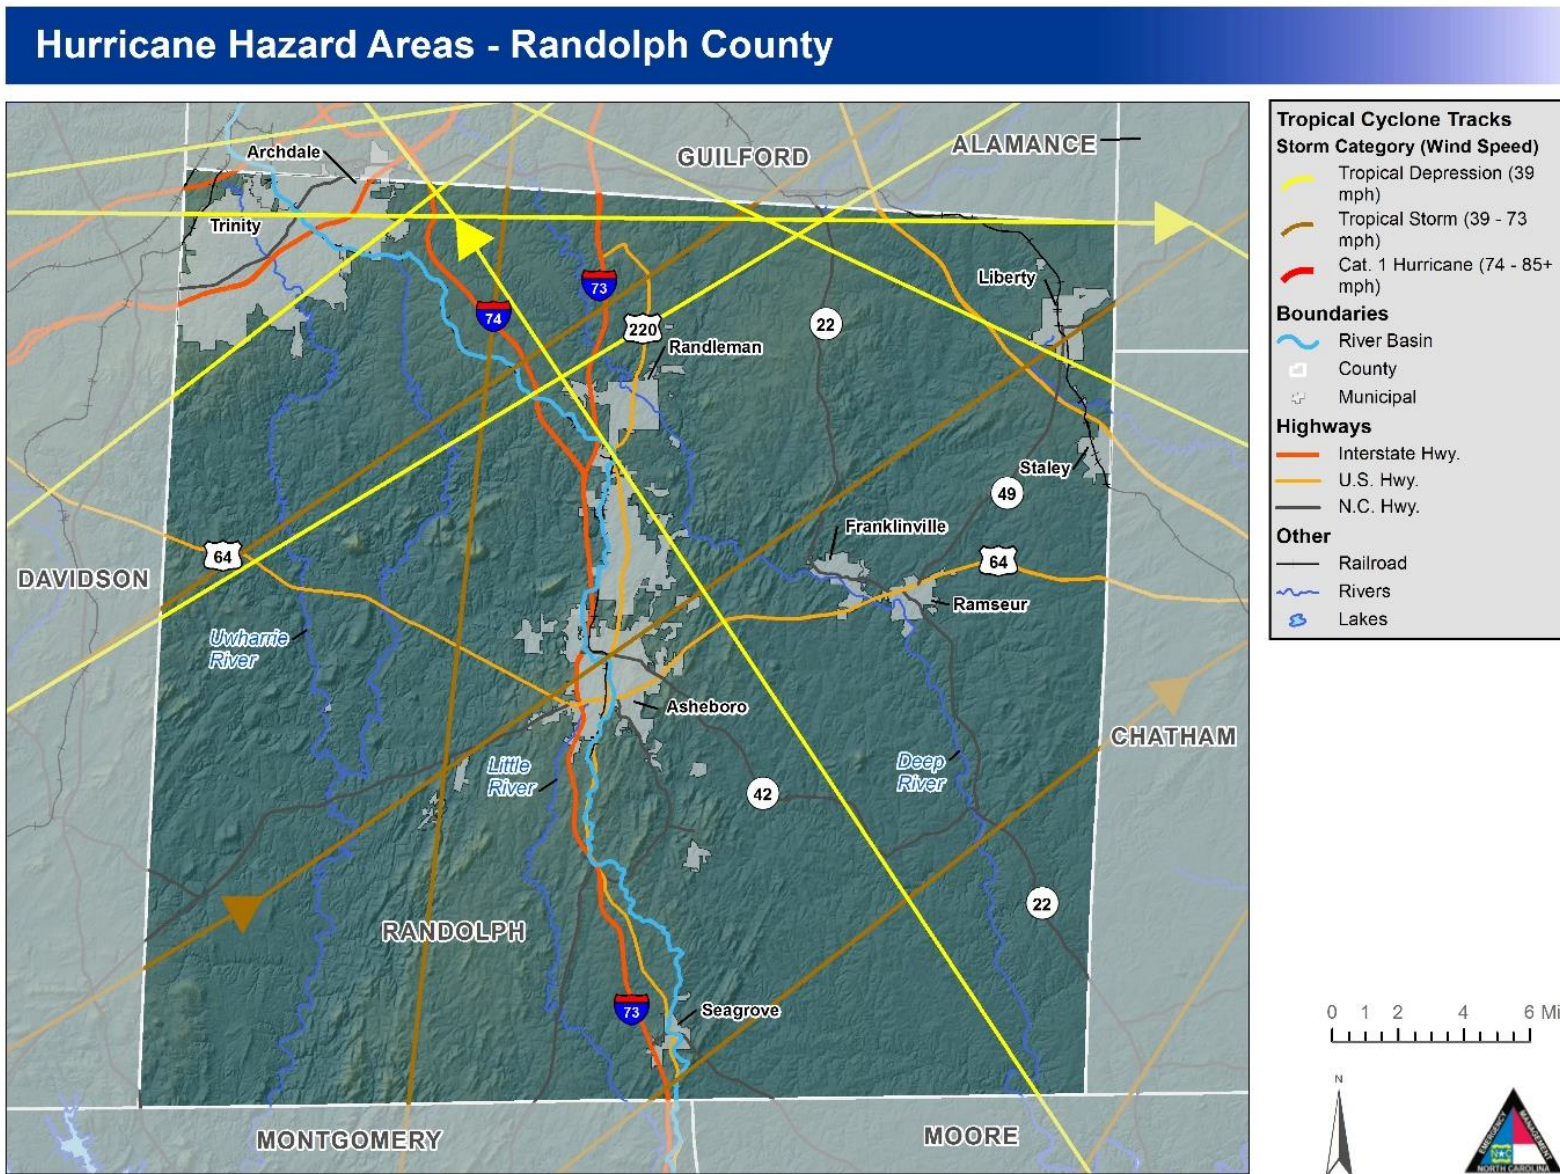 Hurricane Hazard Areas - Randolph County
Archdale
GUILFORD
ALAMANCE
Trinity
Liberty
73
74
220
22
Randleman
Staley
49
Franklinville
64
64
DAVIDSON
Ramseur
Uwharrie
River
Asheboro
CHATHAM
Little
River
Deep
River
42
22
RANDOLPH
73
Seagrove
MONTGOMERY
MOORE
Tropical Cyclone Tracks
Storm Category (Wind Speed)
Tropical Depression (39
mph)
Tropical Storm (39 - 73
mph)
Cat. 1 Hurricane (74 - 85+
mph)
Boundaries
River Basin
County
Municipal
Highways
Interstate Hwy.
U.S. Hwy.
N.C. Hwy.
Other
Railroad
Rivers
Lakes
0 1 2 4 6 Mi
N
EMERGENCY
MANAGEMENT
N C
NORTH CAROLINA